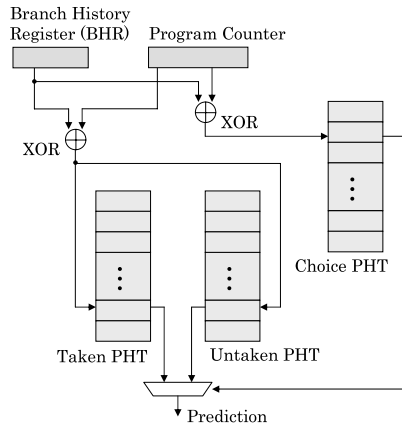 Branch History
Register (BHR)
Program Counter
XOR
XOR
Choice PHT
Taken PHT
Untaken PHT
Prediction